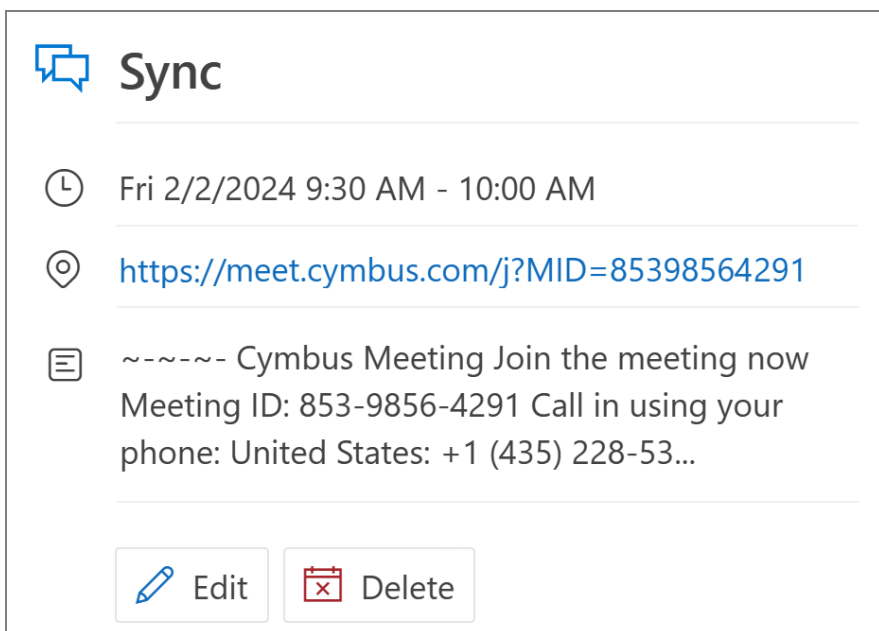 Sync
Fri 2/2/2024 9:30 AM - 10:00 AM
https://meet.cymbus.com/j?MID=85398564291
~-~-~- Cymbus Meeting Join the meeting now
Meeting ID: 853-9856-4291 Call in using your
phone: United States: +1 (435) 228-53...
Edit
Delete